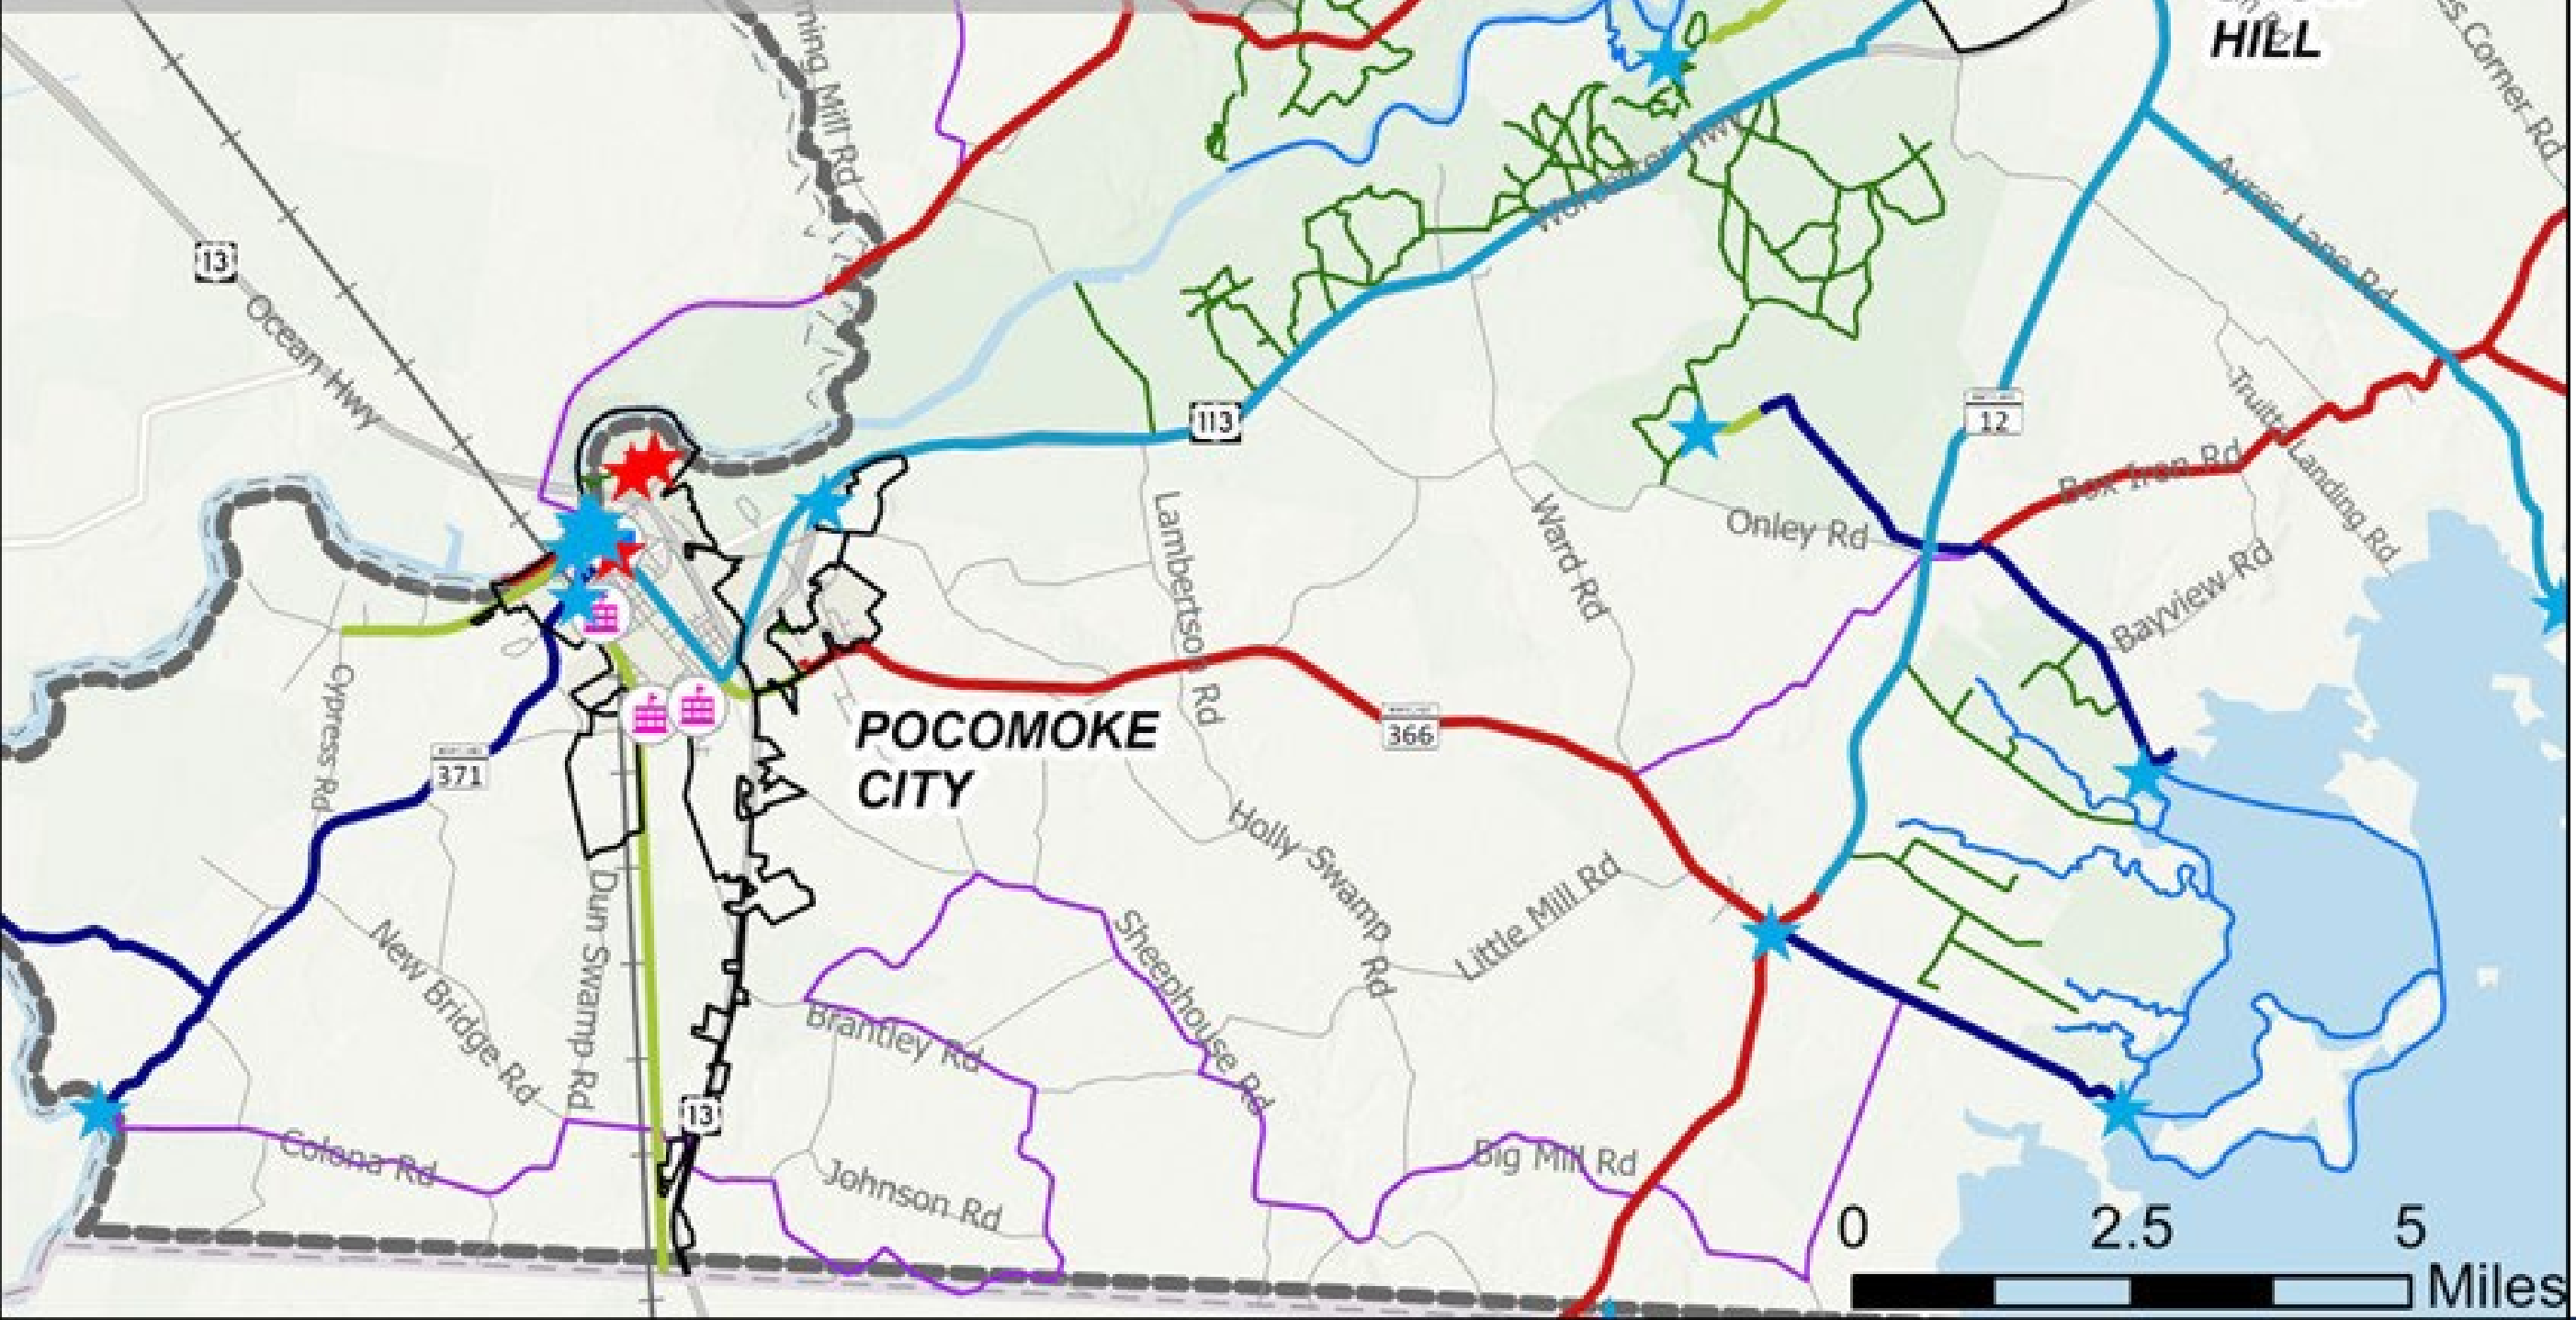 HILL
Corner Rd
Mill Rd
13
Ocean Hwy
Worcester Hwy
Ayres Lane Rd
113
12
Truitts Landing Rd
Box Iron Rd
Onley Rd
Ward Rd
Lambertson Rd
Bayview Rd
Cypress Rd
POCOMOKE
CITY
366
371
Holly Swamp Rd
Little Mill Rd
Dun Swamp Rd
New Bridge Rd
Sheephouse Rd
Brantley Rd
13
Colona Rd
Johnson Rd
Big Mill Rd
0 2.5 5
Miles